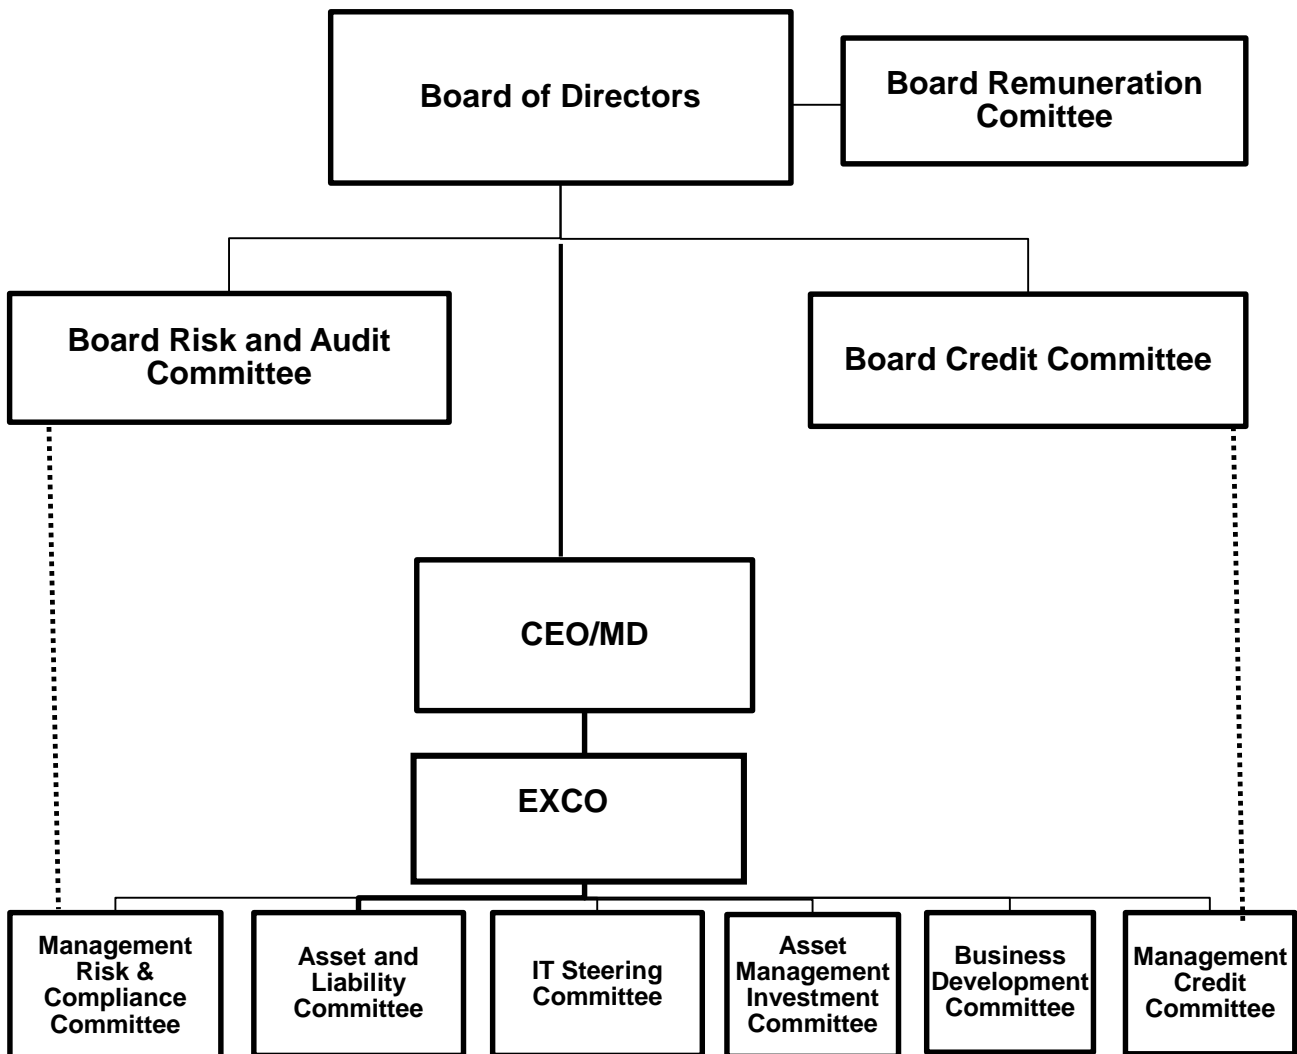 Board of Directors
Board Remuneration
Comittee
Board Risk and Audit
Committee
Board Credit Committee
CEO/MD
EXCO
Management
Risk &
Compliance
Committee
Asset and
Liability
Committee
IT Steering
Committee
Asset
Management
Investment
Committee
Business
Development
Committee
Management
Credit
Committee